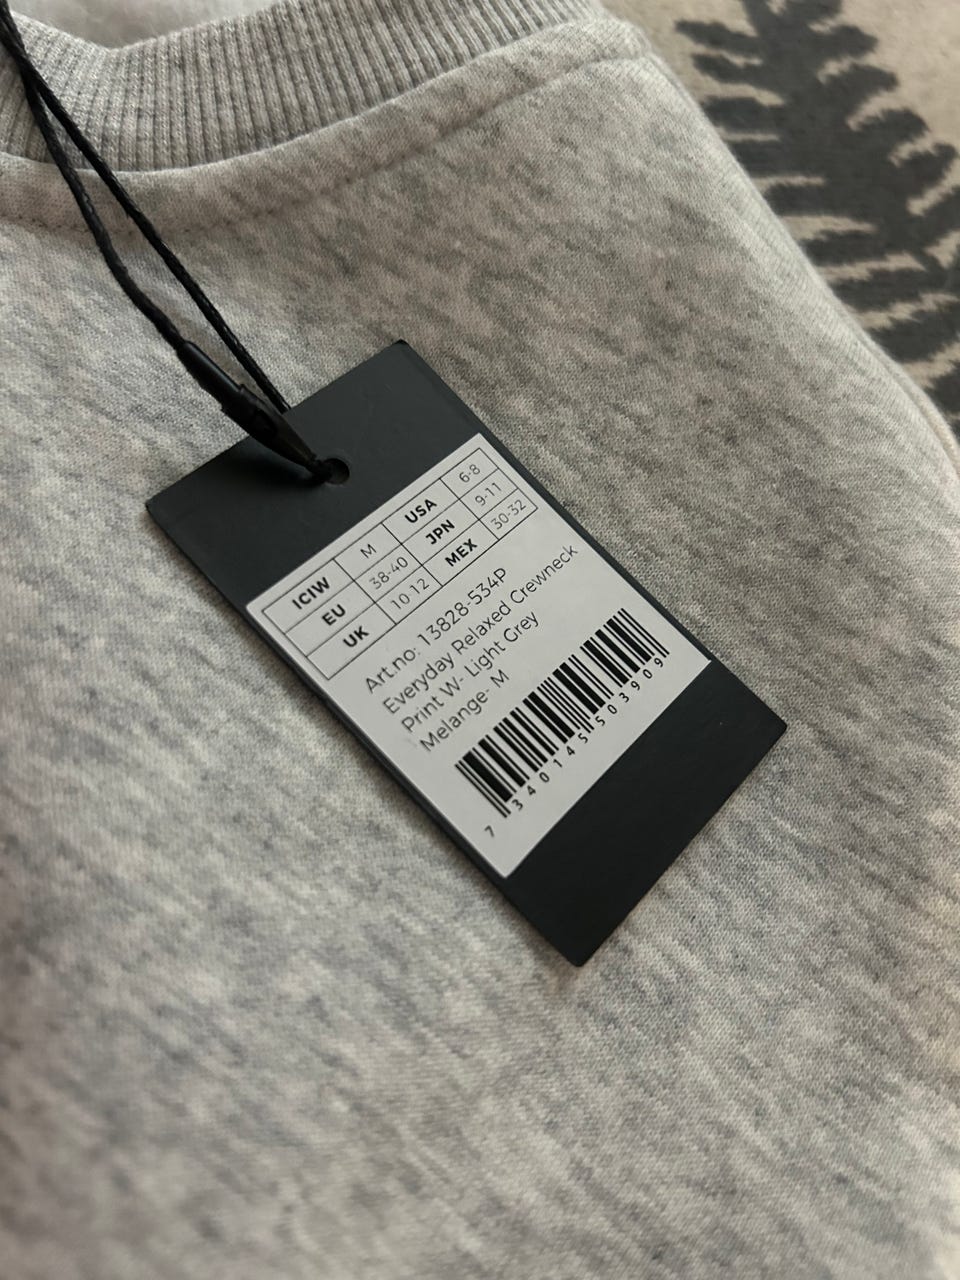 ICIW M USA 6-8
EU 38-40 JPN 9-11
UK 10 12 MEX 30-32
Art.no: 13828-534P
Everyday Relaxed Crewneck
Print W- Light Grey
Melange- M
7 340145 503909